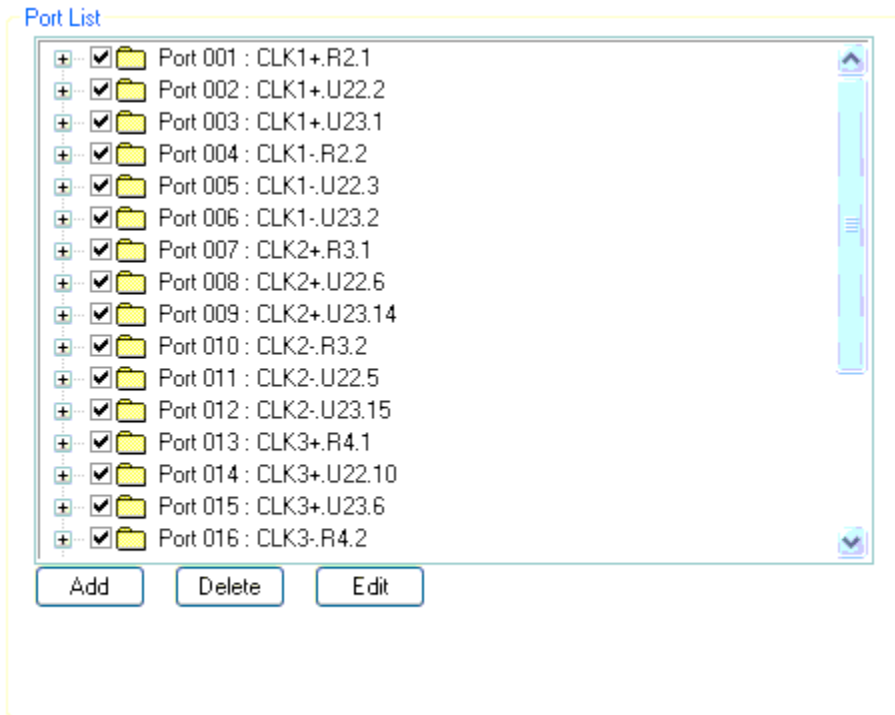 Port List
Port 001 : CLK1+.R2.1
Port 002 : CLK1+.U22.2
Port 003 : CLK1+.U23.1
Port 004 : CLK1-.R2.2
Port 005 : CLK1-.U22.3
Port 006 : CLK1-.U23.2
Port 007 : CLK2+.R3.1
Port 008 : CLK2+.U22.6
Port 009 : CLK2+.U23.14
Port 010 : CLK2-.R3.2
Port 011 : CLK2-.U22.5
Port 012 : CLK2-.U23.15
Port 013 : CLK3+.R4.1
Port 014 : CLK3+.U22.10
Port 015 : CLK3+.U23.6
Port 016 : CLK3-.R4.2
Add Delete Edit